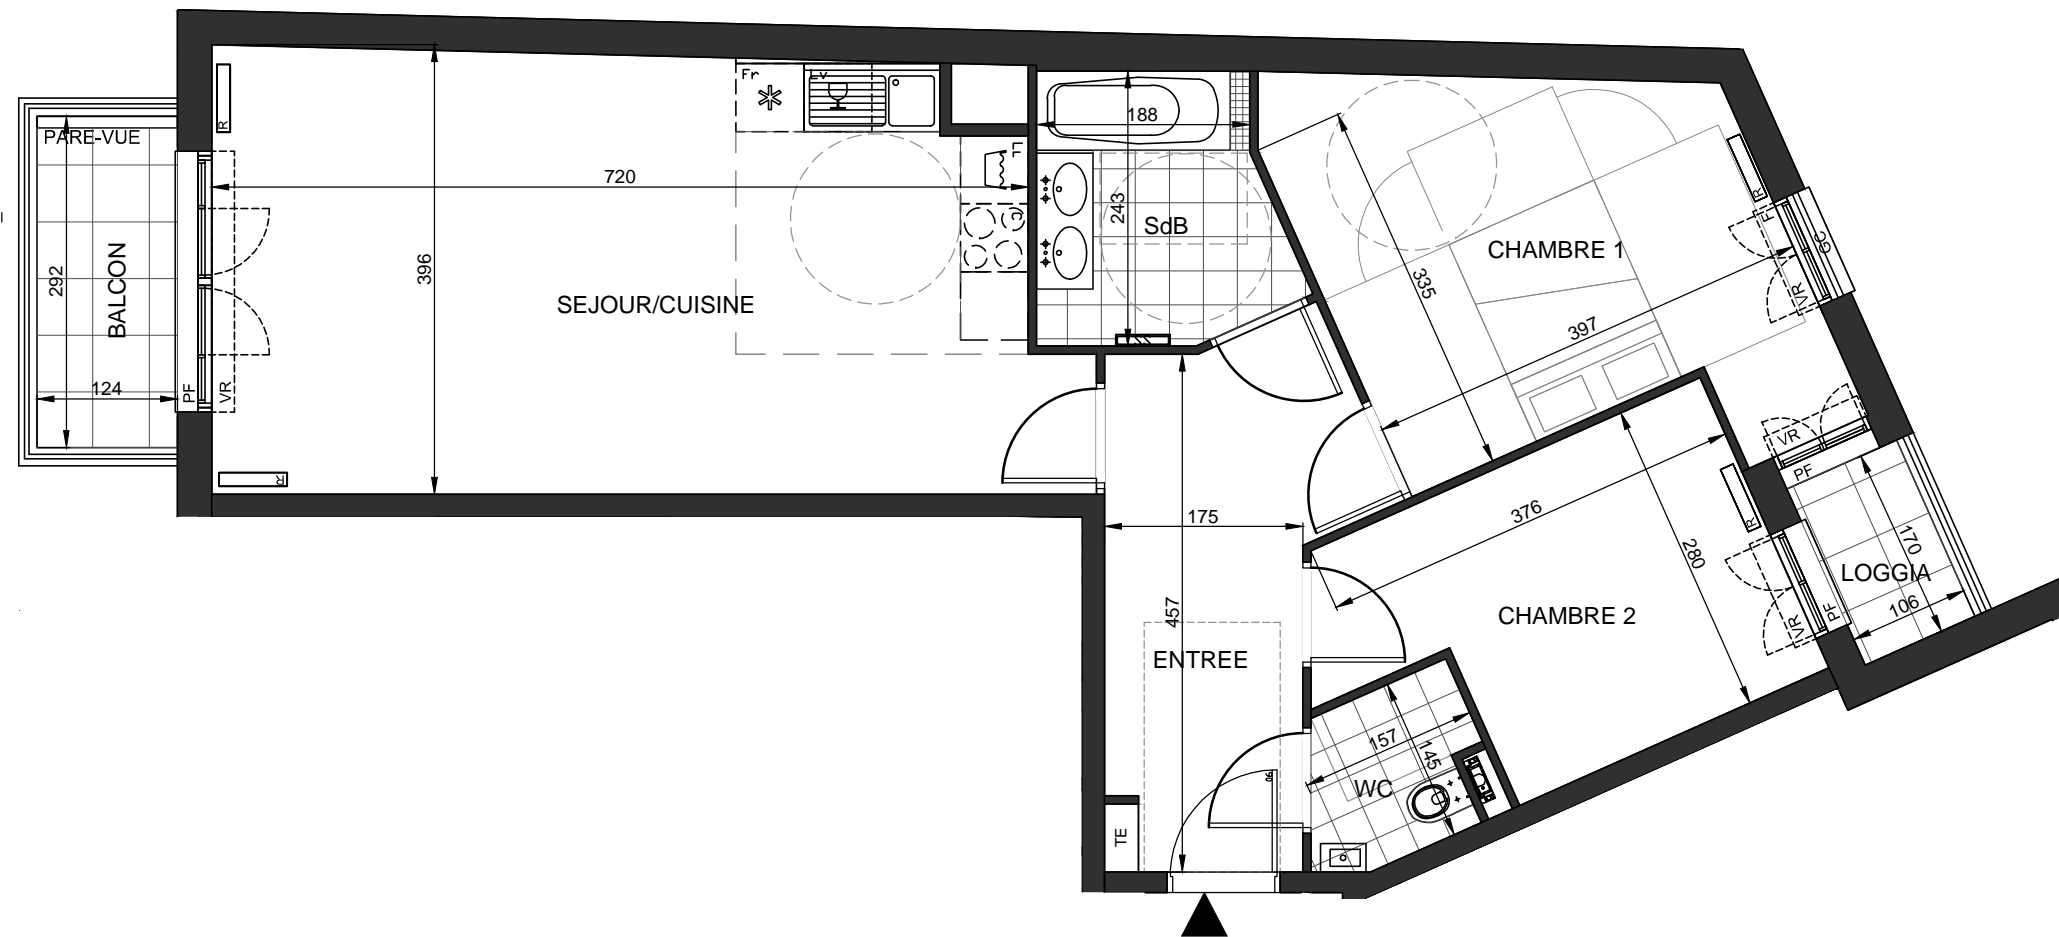 PARE-VUE
BALCON
292
124
PF
VR
R
R
396
720
SEJOUR/CUISINE
Fr
Lv
LL
C
188
243
SdB
CHAMBRE 1
335
397
R
F
GC
VR
VR
PF
376
280
CHAMBRE 2
R
VR
PF
170
LOGGIA
106
175
457
ENTREE
157
145
WC
90
TE